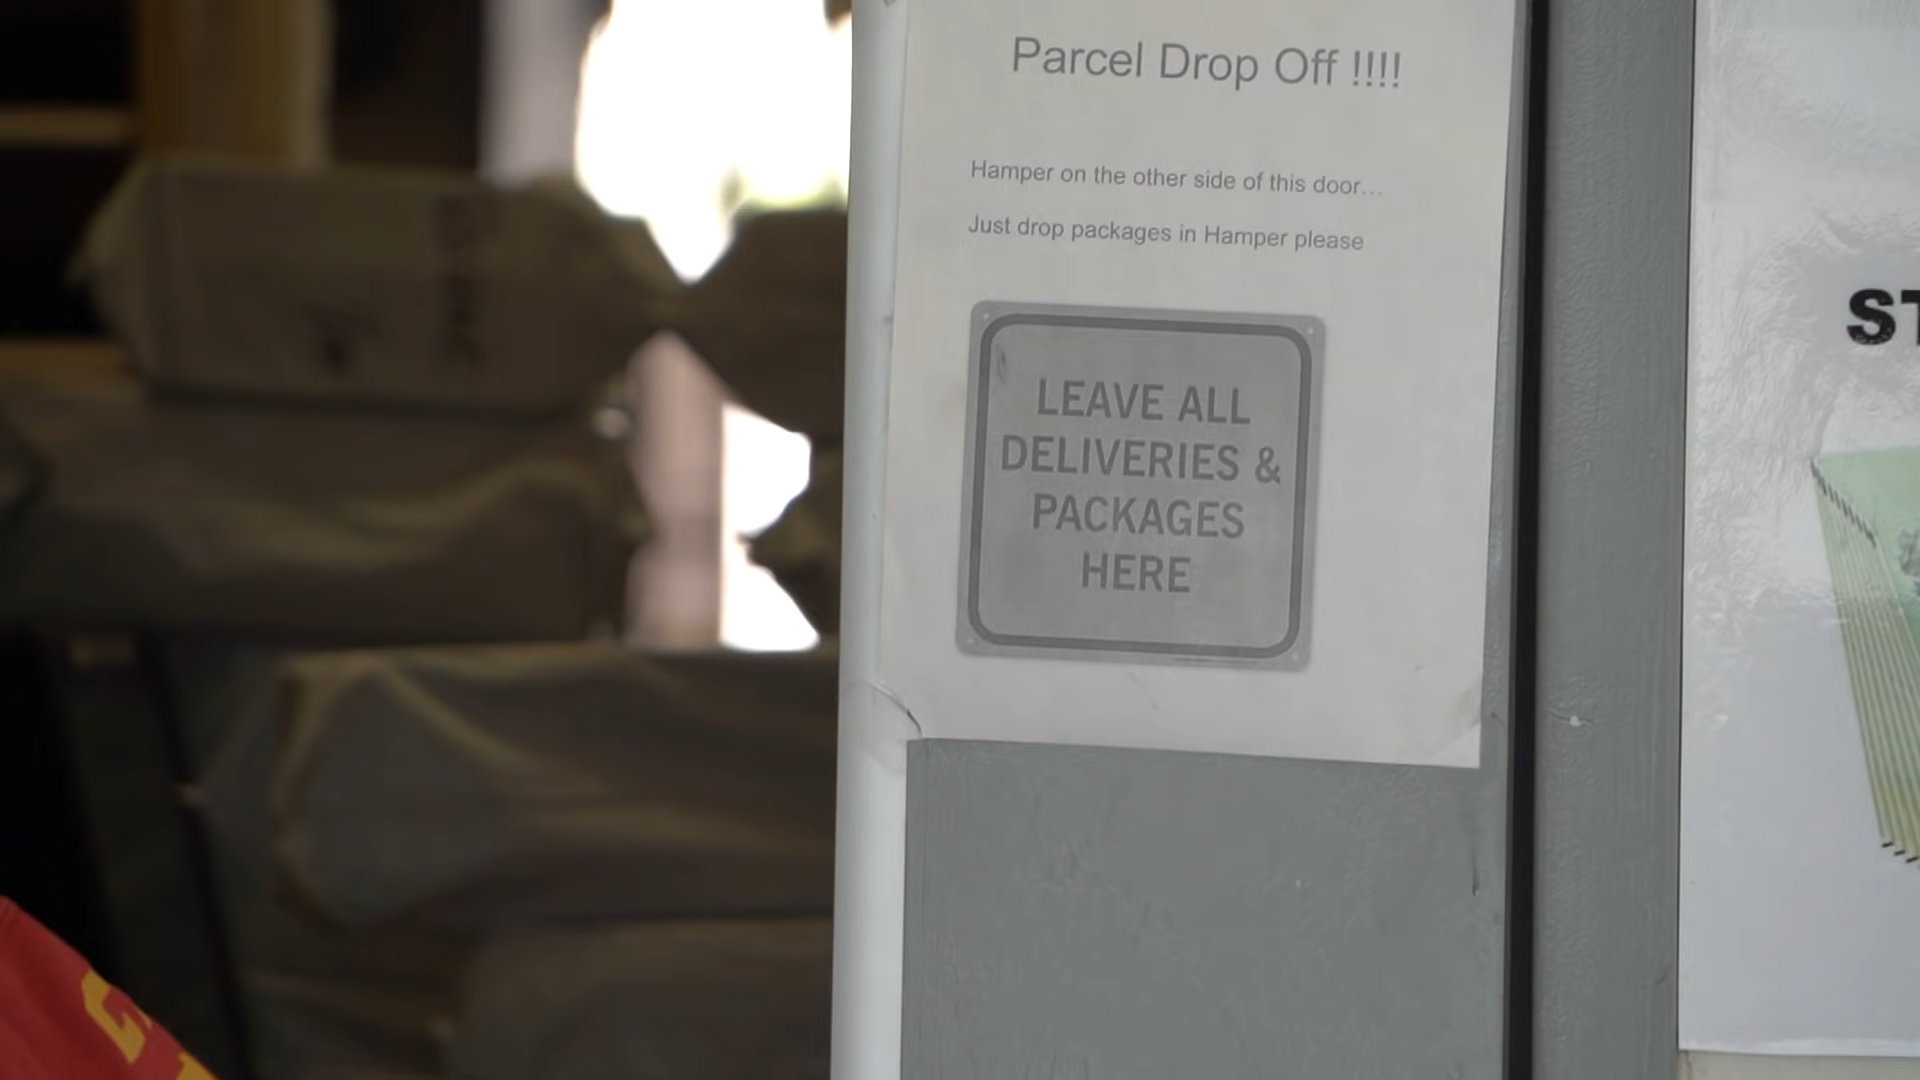 Parcel Drop Off !!!!
Hamper on the other side of this door...
Just drop packages in Hamper please
LEAVE ALL
DELIVERIES &
PACKAGES
HERE